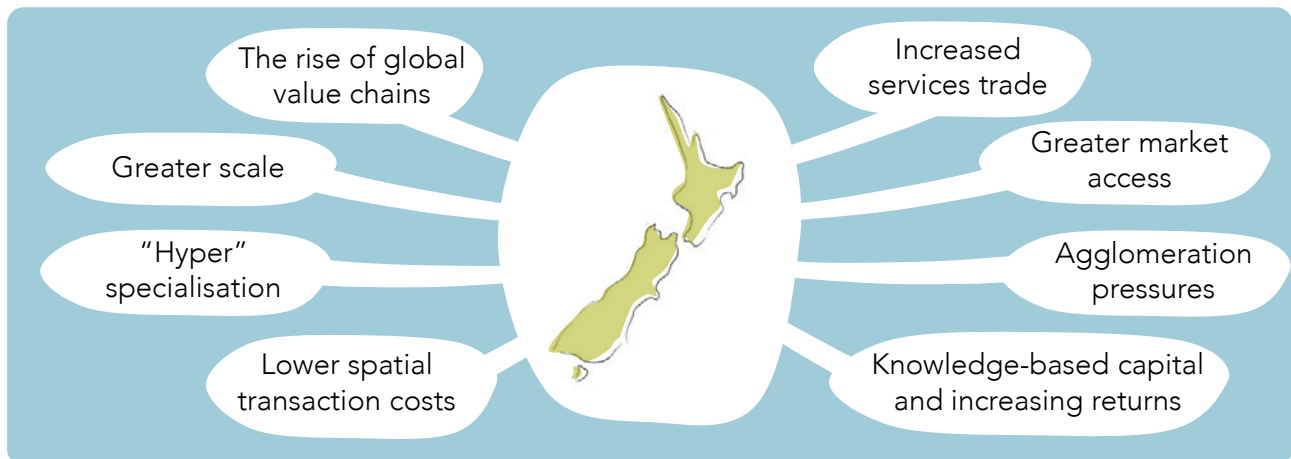 The rise of global
value chains
Greater scale
“Hyper”
specialisation
Lower spatial
transaction costs
Increased
services trade
Greater market
access
Agglomeration
pressures
Knowledge-based capital
and increasing returns